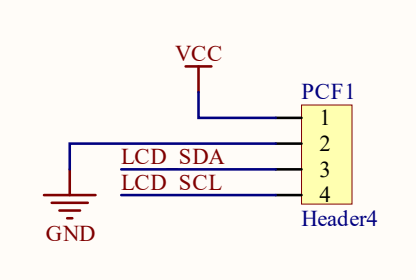 VCC
PCF1
1
2
LCD SDA
3
LCD SCL
4
GND
Header4